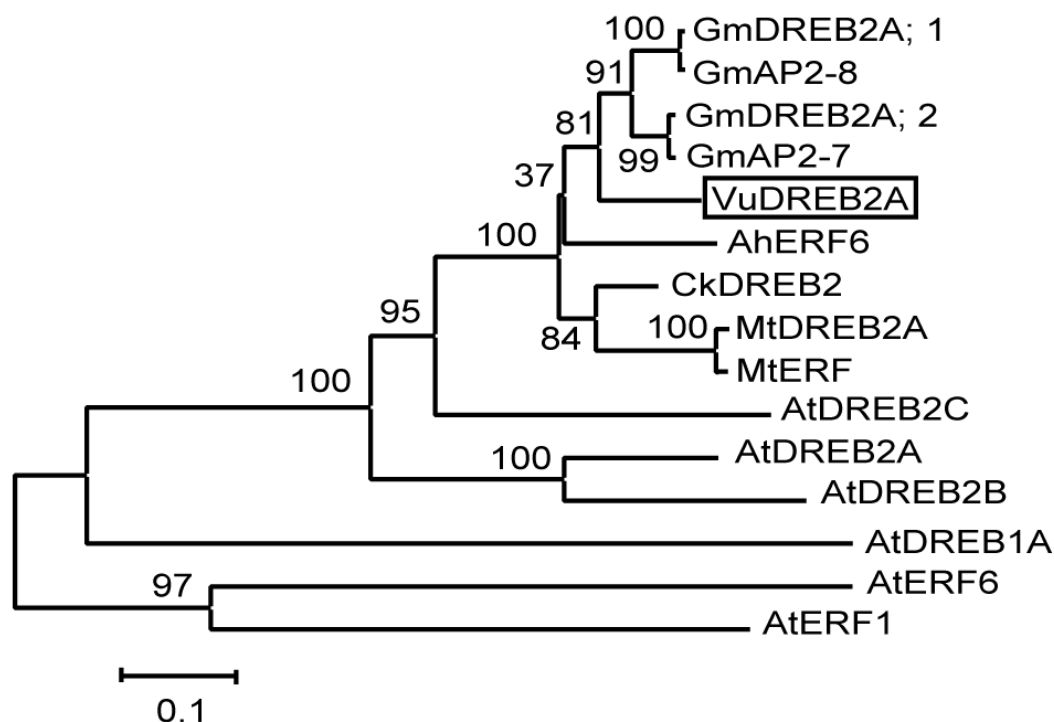 100
GmDREB2A; 1
GmAP2-8
91
GmDREB2A; 2
81
GmAP2-7
99
37
VuDREB2A
AhERF6
100
CkDREB2
95
84
100
MtDREB2A
MtERF
100
AtDREB2C
AtDREB2A
100
AtDREB2B
AtDREB1A
97
AtERF6
AtERF1
0.1